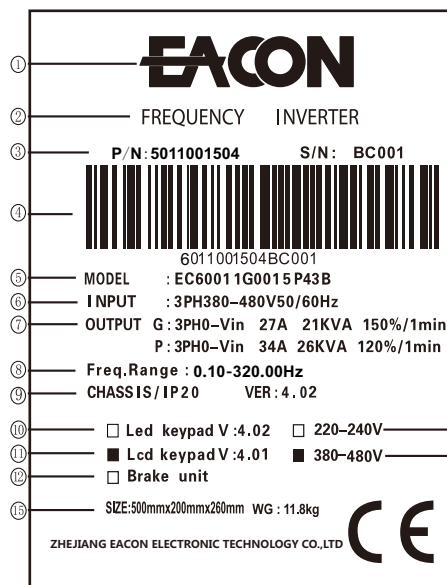 ① EACON
② FREQUENCY INVERTER
③ P/N:5011001504 S/N: BC001
④
6011001504BC001
⑤ MODEL :EC60011G0015P43B
⑥ INPUT :3PH380-480V50/60Hz
⑦ OUTPUT G:3PH0-Vin 27A 21KVA 150%/1min
P:3PH0-Vin 34A 26KVA 120%/1min
⑧ Freq.Range :0.10-320.00Hz
⑨ CHASSIS/IP20 VER:4.02
⑩ □ Led keypad V:4.02 □ 220-240V
⑪ ■ Lcd keypad V:4.01 ■ 380-480V
⑫ □ Brake unit
⑮ SIZE:500mmx200mmx260mm WG:11.8kg
ZHEJIANG EACON ELECTRONIC TECHNOLOGY CO.,LTD CE